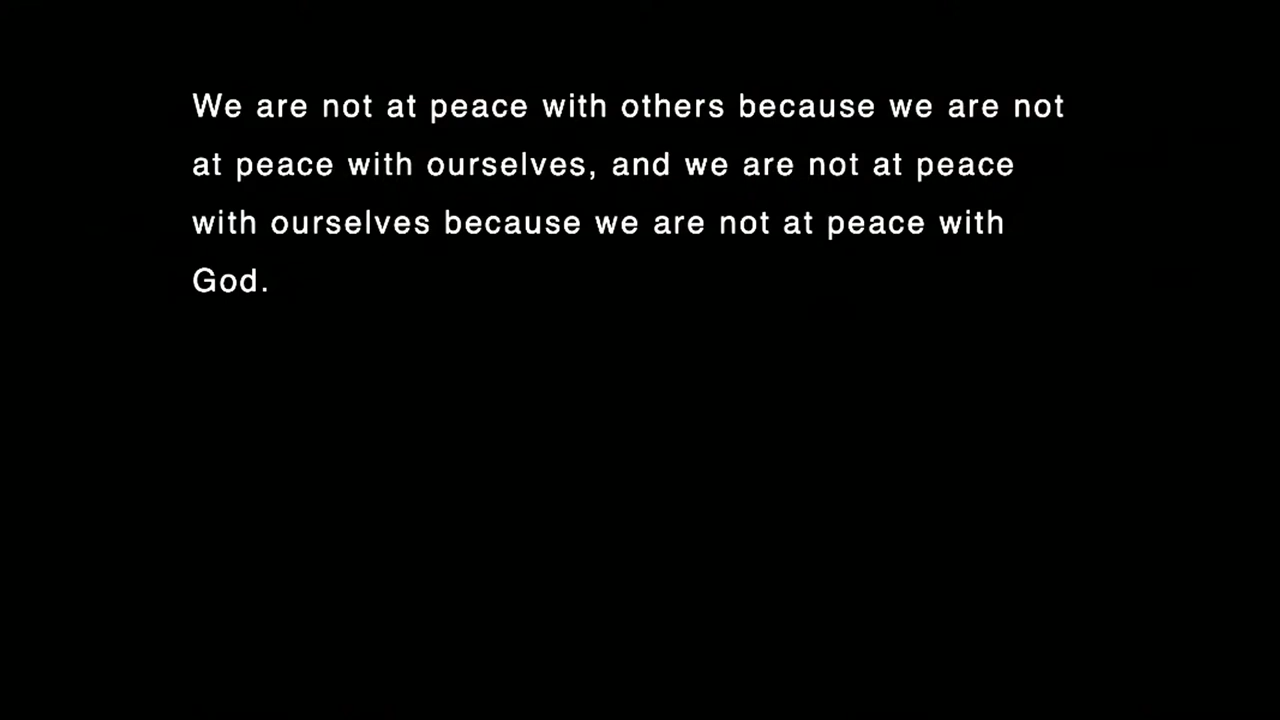 We are not at peace with others because we are not
at peace with ourselves, and we are not at peace
with ourselves because we are not at peace with
God.